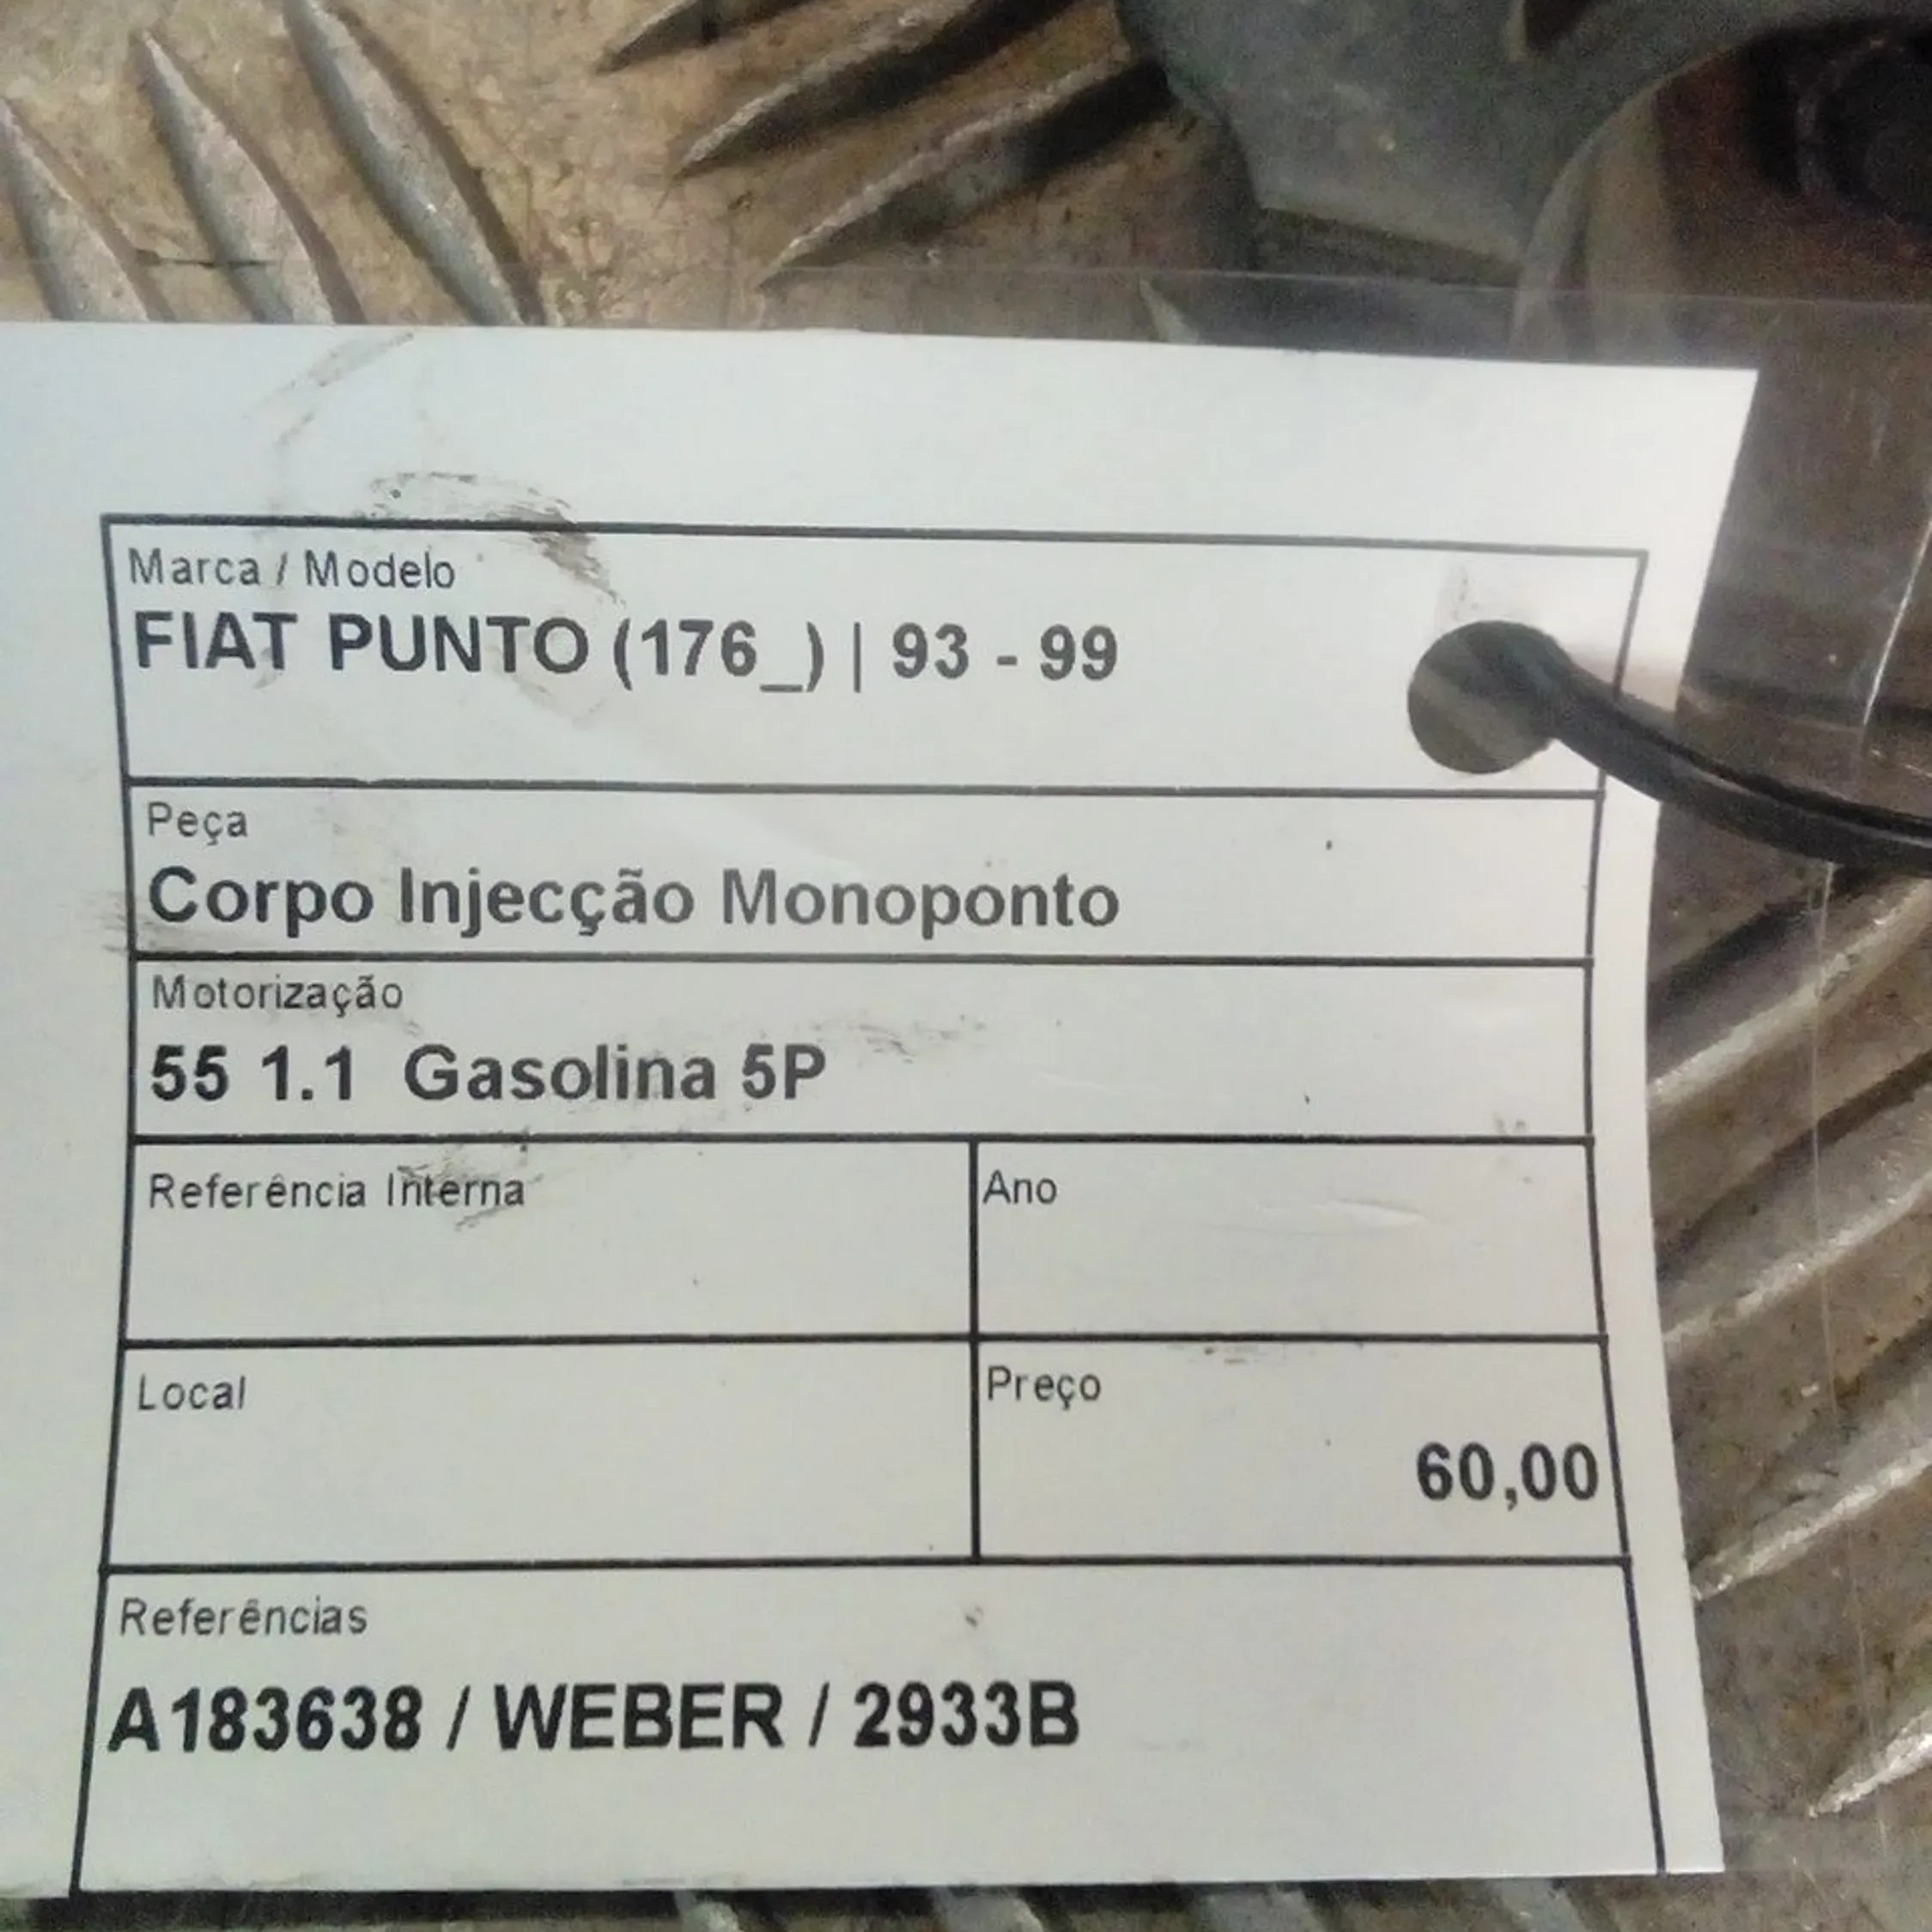 Marca / Modelo
FIAT PUNTO (176_) | 93 - 99
Peça
Corpo Injecção Monoponto
Motorização
55 1.1 Gasolina 5P
Referência Interna
Ano
Local
Preço
60,00
Referências
A183638 / WEBER / 2933B